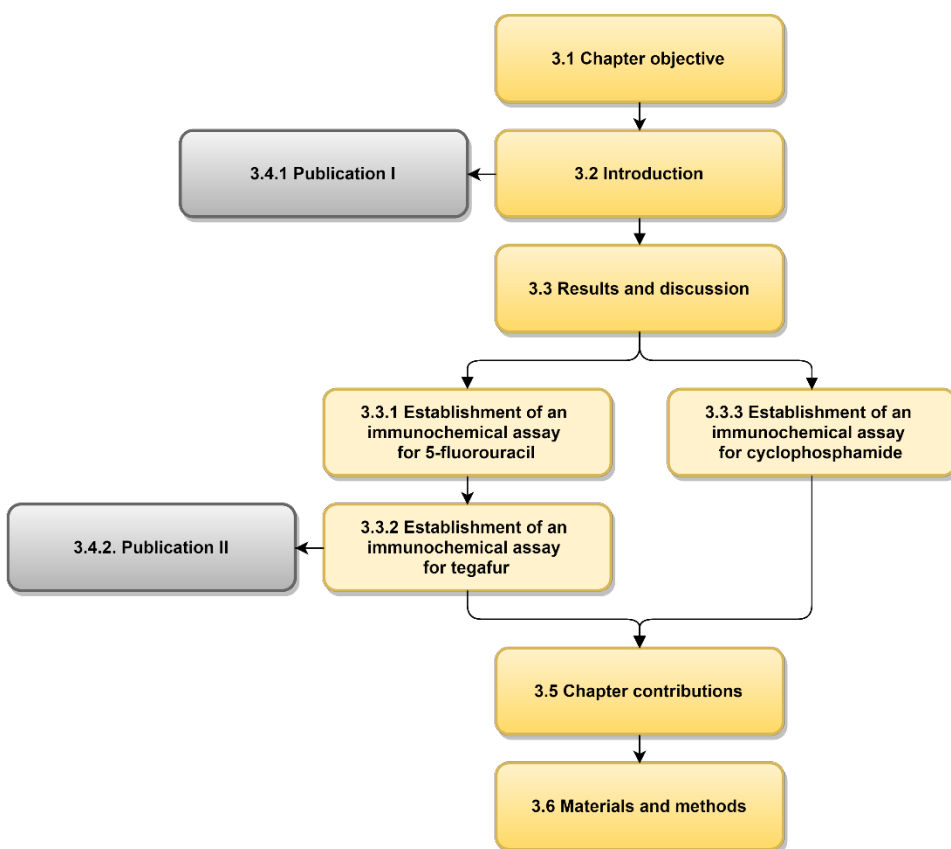 3.1 Chapter objective
3.4.1 Publication I
3.2 Introduction
3.3 Results and discussion
3.3.1 Establishment of an
immunochemical assay
for 5-fluorouracil
3.3.3 Establishment of an
immunochemical assay
for cyclophosphamide
3.4.2. Publication II
3.3.2 Establishment of an
immunochemical assay
for tegafur
3.5 Chapter contributions
3.6 Materials and methods